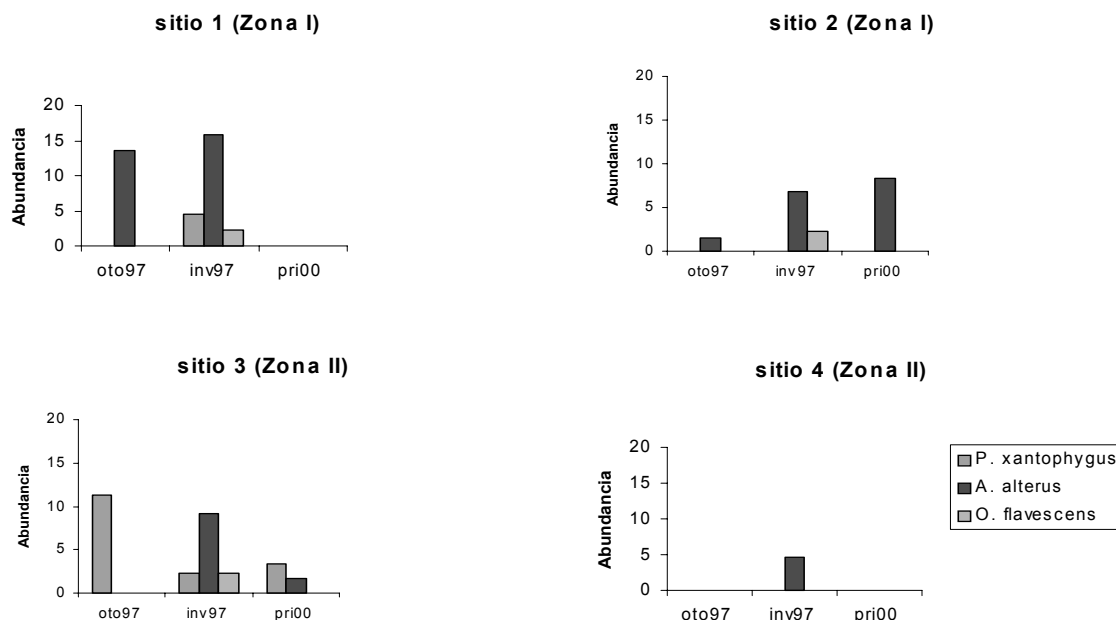 sitio 1 (Zona I)
Abundancia
20
15
10
5
0
oto97 inv97 pri00
sitio 2 (Zona I)
Abundancia
20
15
10
5
0
oto97 inv97 pri00
sitio 3 (Zona II)
Abundancia
20
15
10
5
0
oto97 inv97 pri00
sitio 4 (Zona II)
Abundancia
20
15
10
5
0
oto97 inv97 pri00
P. xantophygus
A. alterus
O. flavescens